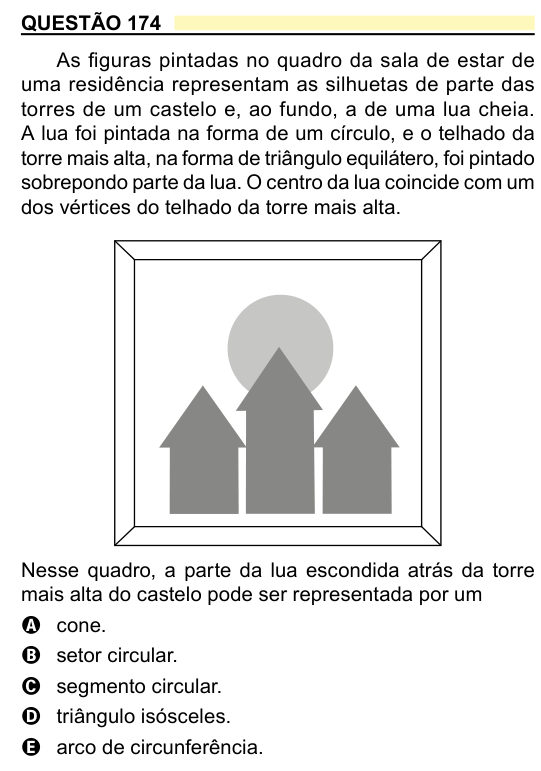 QUESTÃO 174
As figuras pintadas no quadro da sala de estar de
uma residência representam as silhuetas de parte das
torres de um castelo e, ao fundo, a de uma lua cheia.
A lua foi pintada na forma de um círculo, e o telhado da
torre mais alta, na forma de triângulo equilátero, foi pintado
sobrepondo parte da lua. O centro da lua coincide com um
dos vértices do telhado da torre mais alta.
Nesse quadro, a parte da lua escondida atrás da torre
mais alta do castelo pode ser representada por um
A cone.
B setor circular.
C segmento circular.
D triângulo isósceles.
E arco de circunferência.